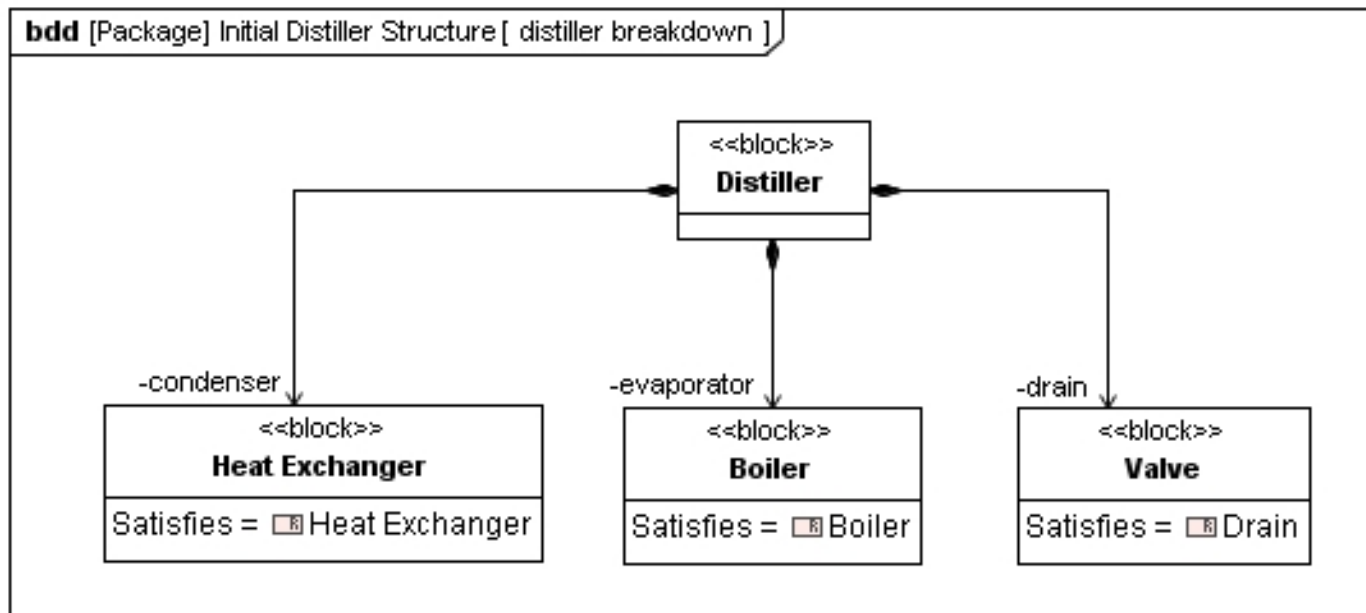 bdd [Package] Initial Distiller Structure [ distiller breakdown ]
<<block>>
Distiller
-condenser
-evaporator
-drain
<<block>>
Heat Exchanger
Satisfies = Heat Exchanger
<<block>>
Boiler
Satisfies = Boiler
<<block>>
Valve
Satisfies = Drain